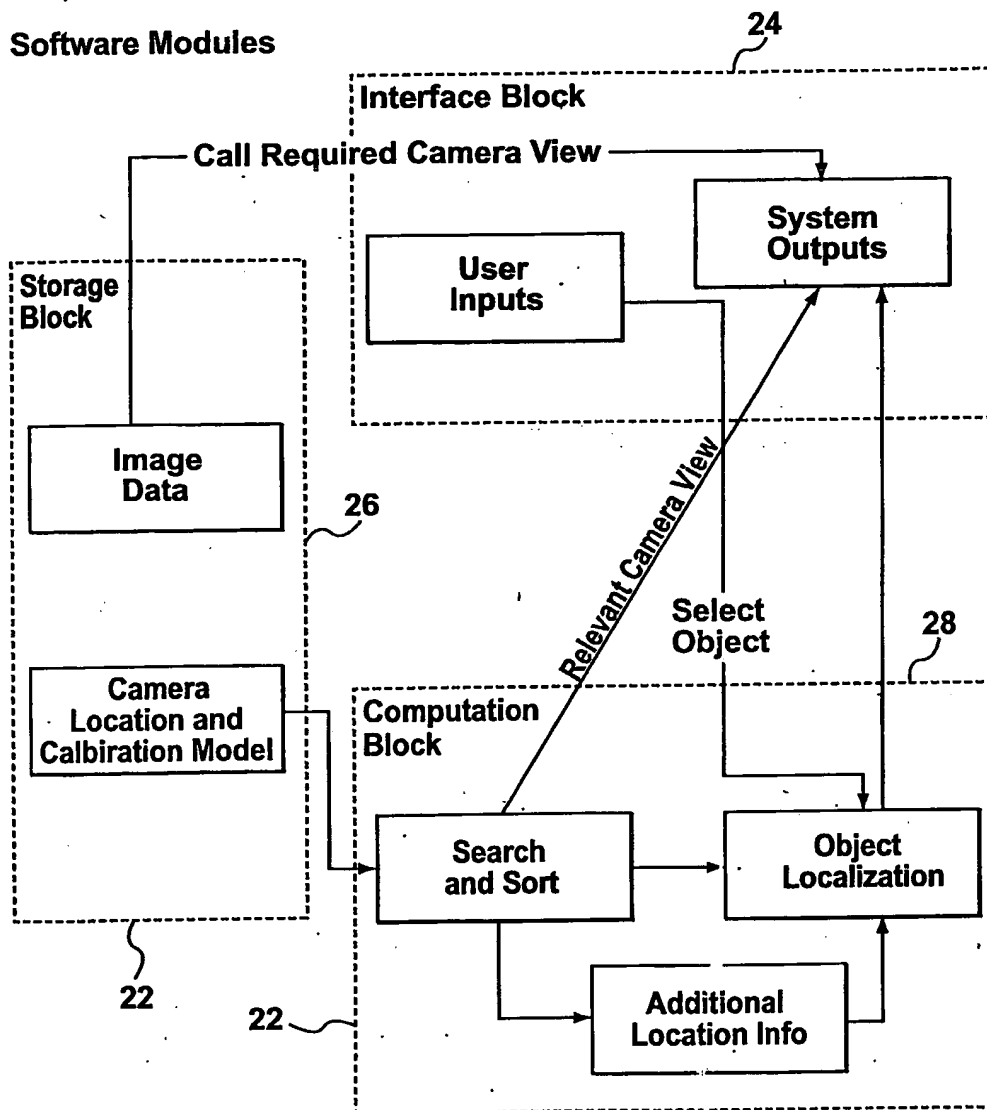 Software Modules
24
Interface Block
Call Required Camera View
System
Outputs
User
Inputs
Storage
Block
Image
Data
26
Relevant Camera View
Select
Object
28
Camera
Location and
Calbiration Model
Computation
Block
Search
and Sort
Object
Localization
22
22
Additional
Location Info